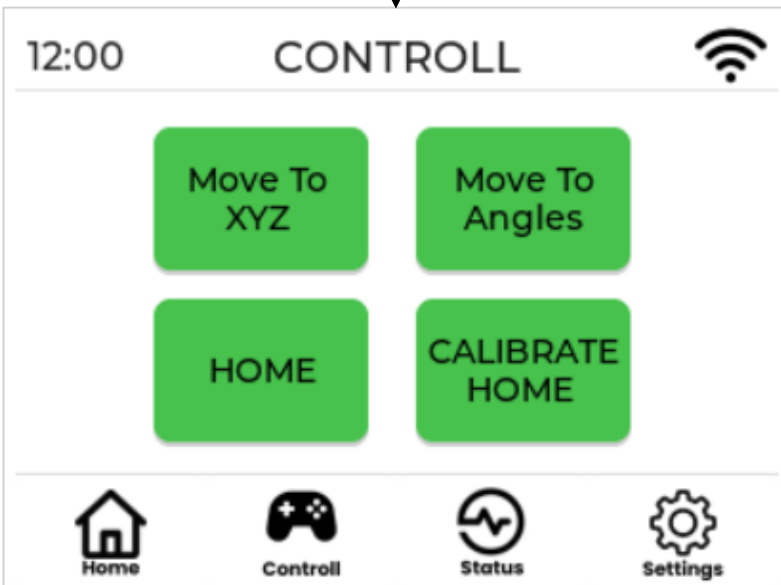 12:00 CONTROLL
Move To
XYZ
Move To
Angles
HOME
CALIBRATE
HOME
Home Controll Status Settings